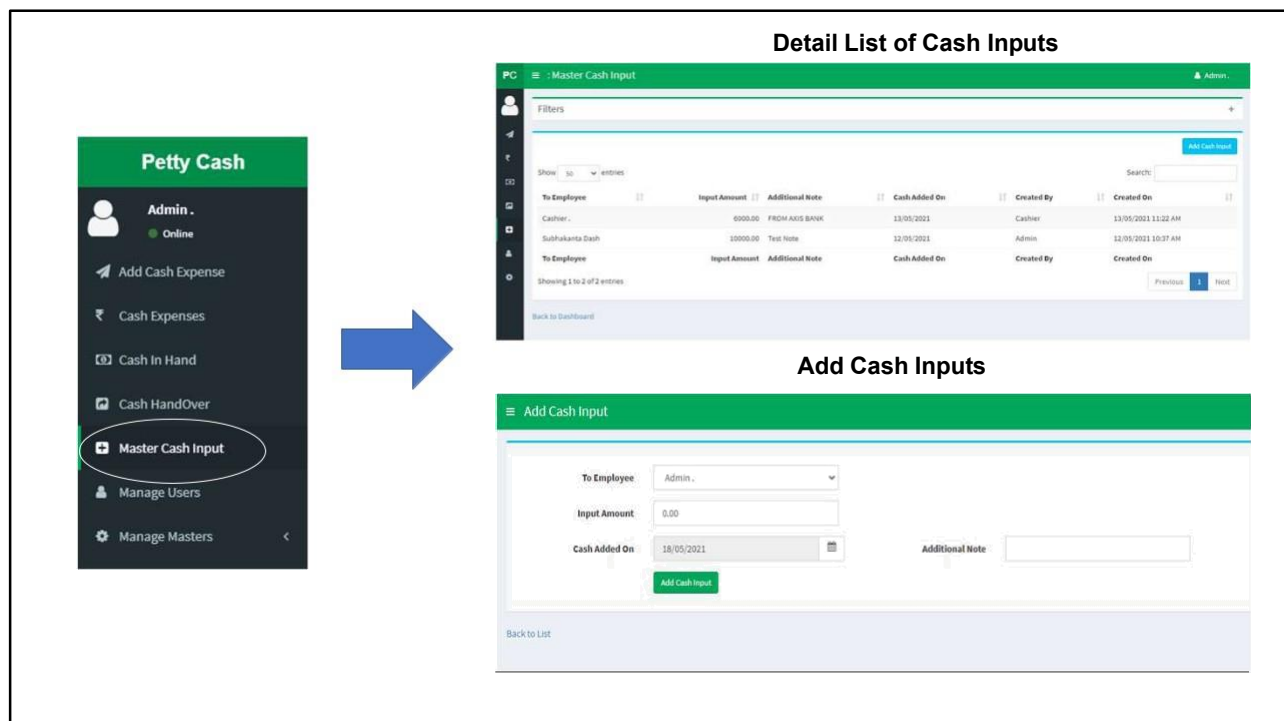 Petty Cash
Admin .
Online
Add Cash Expense
₹ Cash Expenses
Cash In Hand
Cash HandOver
Master Cash Input
Manage Users
Manage Masters
Detail List of Cash Inputs
PC ≡ : Master Cash Input Admin .
Filters +
Add Cash Input
₹
Show 50 entries Search:
To Employee Input Amount Additional Note Cash Added On Created By Created On
Cashier . 6000.00 FROM AXIS BANK 13/05/2021 Cashier 13/05/2021 11:22 AM
Subhakanta Dash 10000.00 Test Note 12/05/2021 Admin 12/05/2021 10:37 AM
To Employee Input Amount Additional Note Cash Added On Created By Created On
Showing 1 to 2 of 2 entries Previous 1 Next
Back to Dashboard
Add Cash Inputs
≡ Add Cash Input
To Employee Admin .
Input Amount 0.00
Cash Added On 18/05/2021 Additional Note
Add Cash Input
Back to List